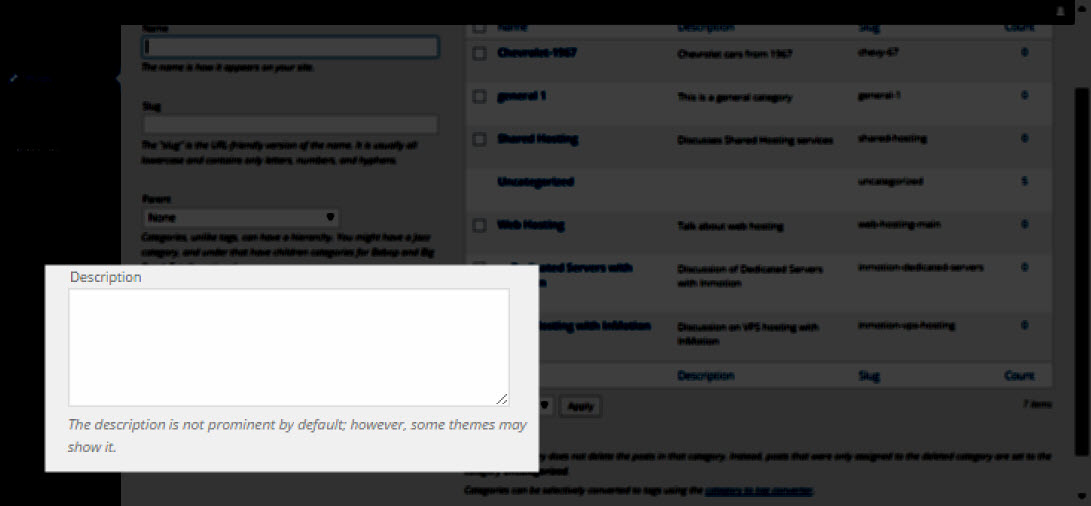 Name
The name is how it appears on your site.
Slug
The "slug" is the URL-friendly version of the name. It is usually all
lowercase and contains only letters, numbers, and hyphens.
Parent
None
Categories, unlike tags, can have a hierarchy. You might have a Jazz
category, and under that have children categories for Bebop and Big
Description
The description is not prominent by default; however, some themes may
show it.
Name Description Slug Count
Chevrolet-1967 Chevrolet cars from 1967 chevy-67 0
general 1 This is a general category general-1 0
Shared Hosting Discusses Shared Hosting services shared-hosting 0
Uncategorized uncategorized 5
Web Hosting Talk about web hosting web-hosting-main 0
Servers with Discussion of Dedicated Servers inmotion-dedicated-servers 0
with Inmotion
Hosting with InMotion Discussion on VPS hosting with inmotion-vps-hosting 0
InMotion
Description Slug Count
Apply 7 items
does not delete the posts in that category. Instead, posts that were only assigned to the deleted category are set to the
category Uncategorized.
Categories can be selectively converted to tags using the category to tag converter.